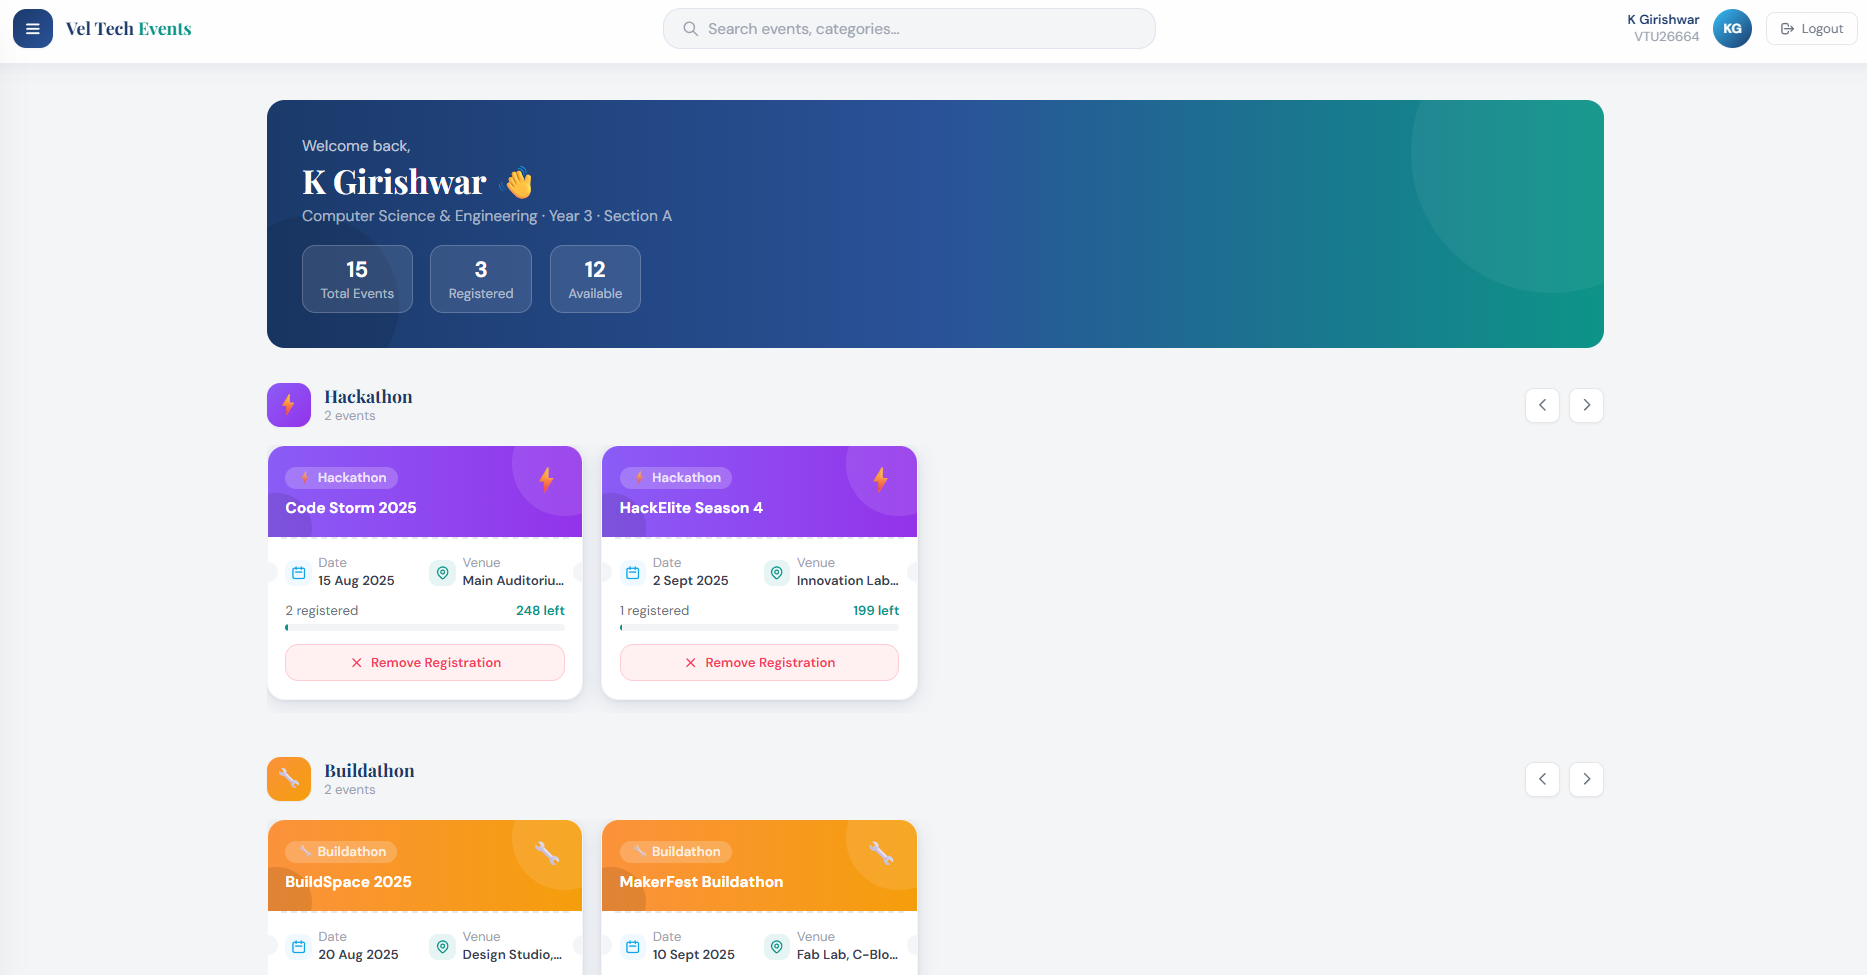 Vel Tech Events
Search events, categories...
K Girishwar
VTU26664
KG
Logout
Welcome back,
K Girishwar
Computer Science & Engineering · Year 3 · Section A
15
Total Events
3
Registered
12
Available
Hackathon
2 events
Hackathon
Code Storm 2025
Date
15 Aug 2025
Venue
Main Auditoriu...
2 registered
248 left
Remove Registration
Hackathon
HackElite Season 4
Date
2 Sept 2025
Venue
Innovation Lab...
1 registered
199 left
Remove Registration
Buildathon
2 events
Buildathon
BuildSpace 2025
Date
20 Aug 2025
Venue
Design Studio,...
Buildathon
MakerFest Buildathon
Date
10 Sept 2025
Venue
Fab Lab, C-Blo...